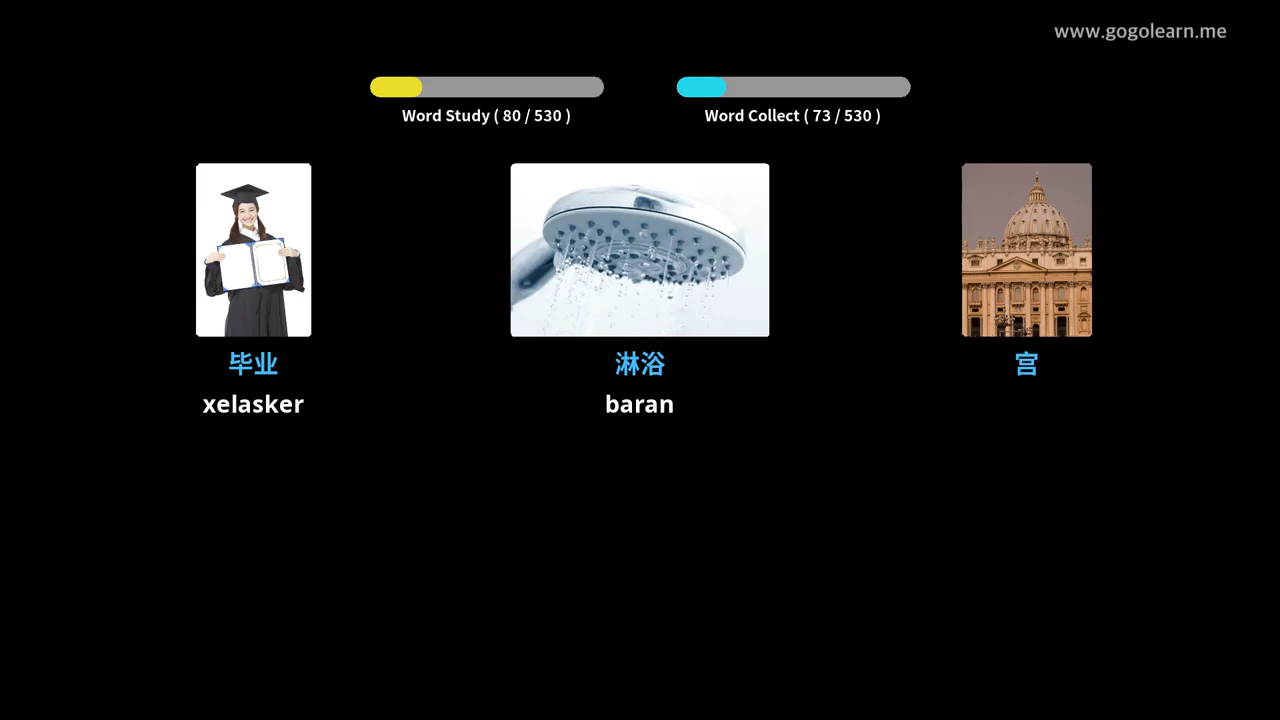 www.gogolearn.me
Word Study ( 80 / 530 )
Word Collect ( 73 / 530 )
毕业
淋浴
宫
xelasker
baran